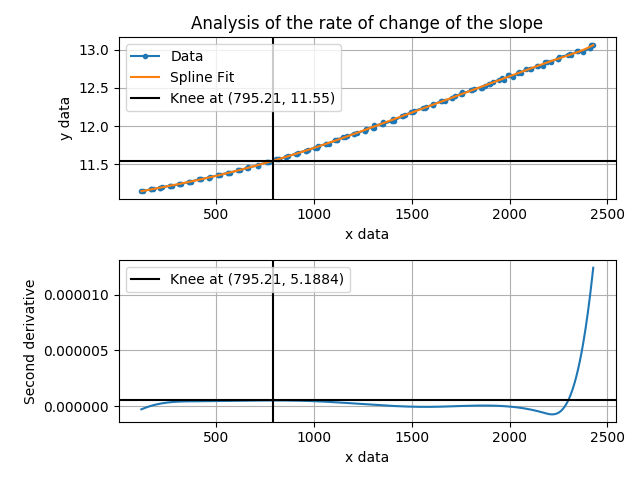 Analysis of the rate of change of the slope
13.0
12.5
12.0
11.5
y data
Data
Spline Fit
Knee at (795.21, 11.55)
500
1000
1500
2000
2500
x data
0.000010
0.000005
0.000000
Second derivative
Knee at (795.21, 5.1884)
500
1000
1500
2000
2500
x data